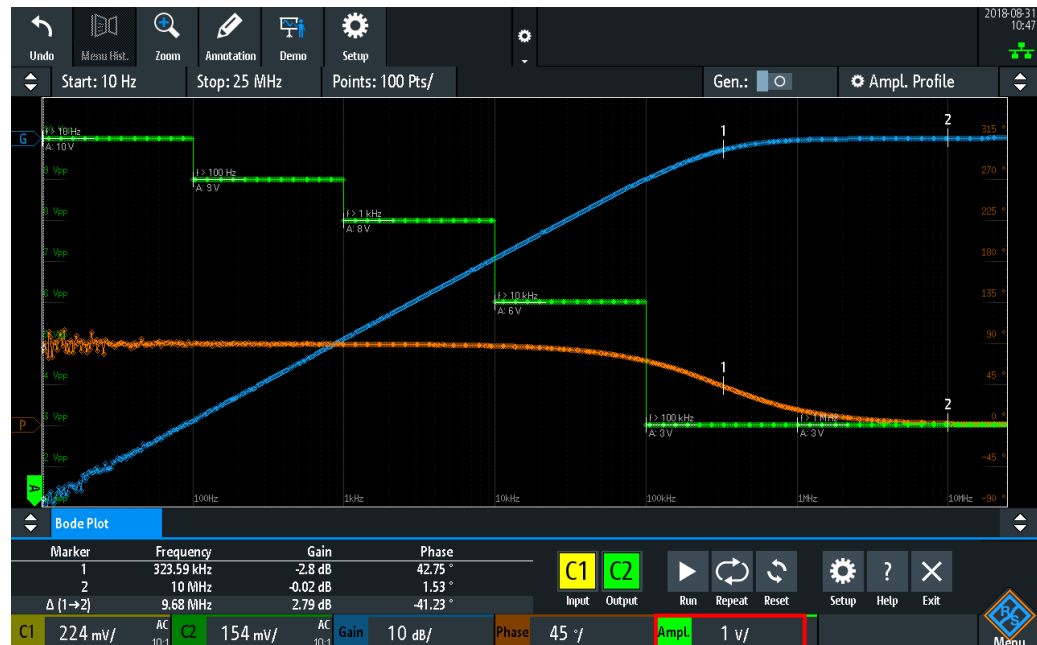 2018-08-31
10:47
Undo
Menu Hist.
Zoom
Annotation
Demo
Setup
Start: 10 Hz
Stop: 25 MHz
Points: 100 Pts/
Gen.:
Ampl. Profile
G
f> 10 Hz
A: 10 V
1
2
315 °
9 Vpp
f> 100 Hz
A: 9 V
270 °
8 Vpp
f> 1 kHz
A: 8 V
225 °
7 Vpp
180 °
6 Vpp
f> 10 kHz
A: 6 V
135 °
90 °
4 Vpp
1
45 °
P
3 Vpp
f> 100 kHz
A: 3 V
f> 1 MHz
A: 3 V
2
0 °
2 Vpp
-45 °
A
100Hz
1kHz
10kHz
100kHz
1MHz
10MHz
-90 °
Bode Plot
Marker Frequency Gain Phase
1 323.59 kHz -2.8 dB 42.75 °
2 10 MHz -0.02 dB 1.53 °
Δ (1→2) 9.68 MHz 2.79 dB -41.23 °
C1
C2
Input
Output
Run
Repeat
Reset
Setup
?
Help
Exit
C1 224 mV/ AC 10:1
C2 154 mV/ AC 10:1
Gain 10 dB/
Phase 45 °/
Ampl. 1 V/
R&S
Menu